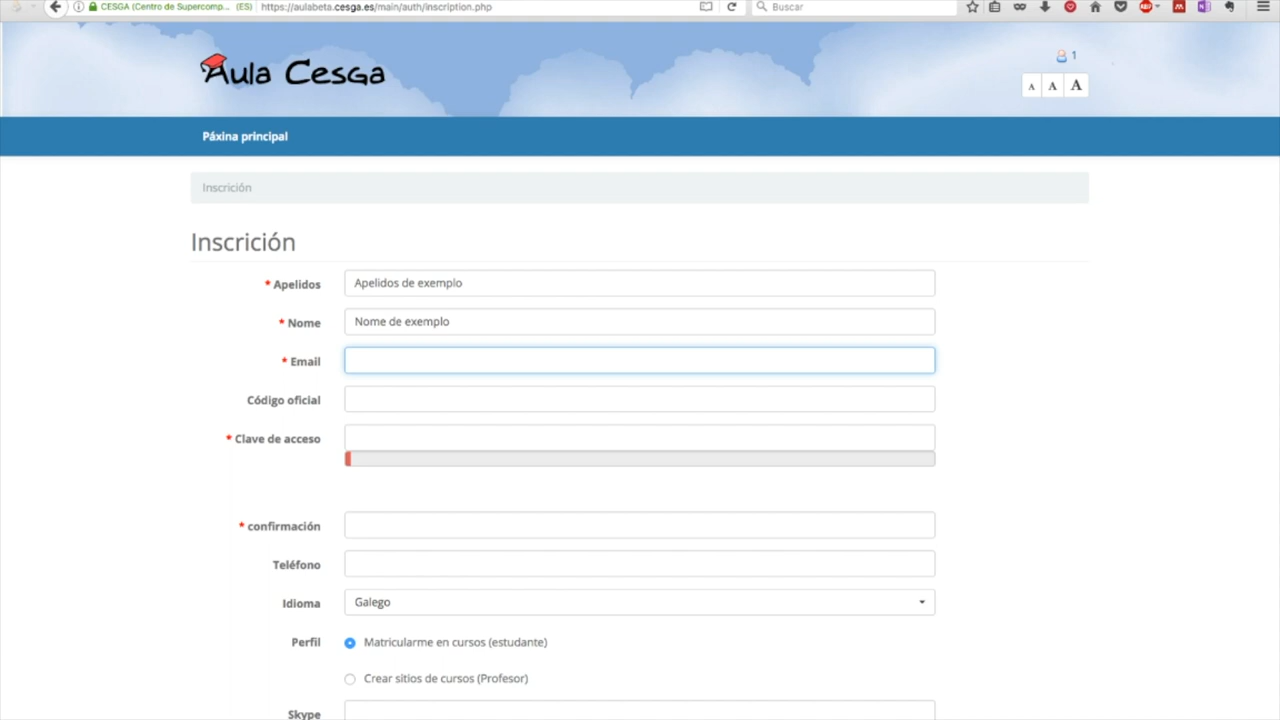 CESGA (Centro de Supercomp... (ES) https://aulabeta.cesga.es/main/auth/inscription.php Buscar
Aula Cesga
1
A A A
Páxina principal
Inscrición
Inscrición
* Apelidos Apelidos de exemplo
* Nome Nome de exemplo
* Email
Código oficial
* Clave de acceso
* confirmación
Teléfono
Idioma Galego
Perfil Matricularme en cursos (estudante)
Crear sitios de cursos (Profesor)
Skype